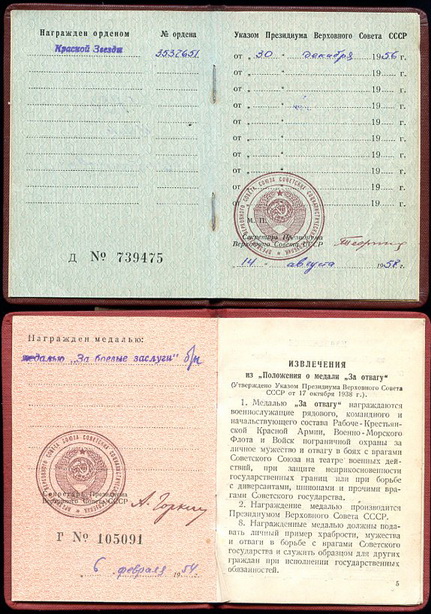 Награжден орденом
№ ордена
Красной Звезды
3537651
Д № 739475
Указом Президиума Верховного Совета СССР
от „ 30 " декабря 1956 г.
от „ " 19 г.
от „ " 19 г.
от „ " 19 г.
от „ " 19 г.
от „ " 19 г.
от „ " 19 г.
от „ " 19 г.
М. П.
Секретарь Президиума
Верховного Совета СССР
14 августа 1958 г.
Награжден медалью:
медалью „За боевые заслуги" б/н
Секретарь Президиума
Верховного Совета СССР
А. Горкин
Г № 105091
6 февраля 1954 г.
ИЗВЛЕЧЕНИЯ
из „Положения о медали „За отвагу"
(Утверждено Указом Президиума Верховного Совета
СССР от 17 октября 1938 г.)
1. Медалью „За отвагу" награждаются
военнослужащие рядового, командного и
начальствующего состава Рабоче-Крестьян-
ской Красной Армии, Военно-Морского
Флота и Войск пограничной охраны за
личное мужество и отвагу в боях с врагами
Советского Союза на театре военных дей-
ствий, при защите неприкосновенности
государственной границы или при борьбе
с диверсантами, шпионами и прочими вра-
гами Советского государства.
2. Награждение медалью производится
Президиумом Верховного Совета СССР.
8. Награжденные медалью должны пода-
вать личный пример храбрости, мужества
и отваги в борьбе с врагами Советского
государства и служить образцом для других
граждан при исполнении государственных
обязанностей.
5